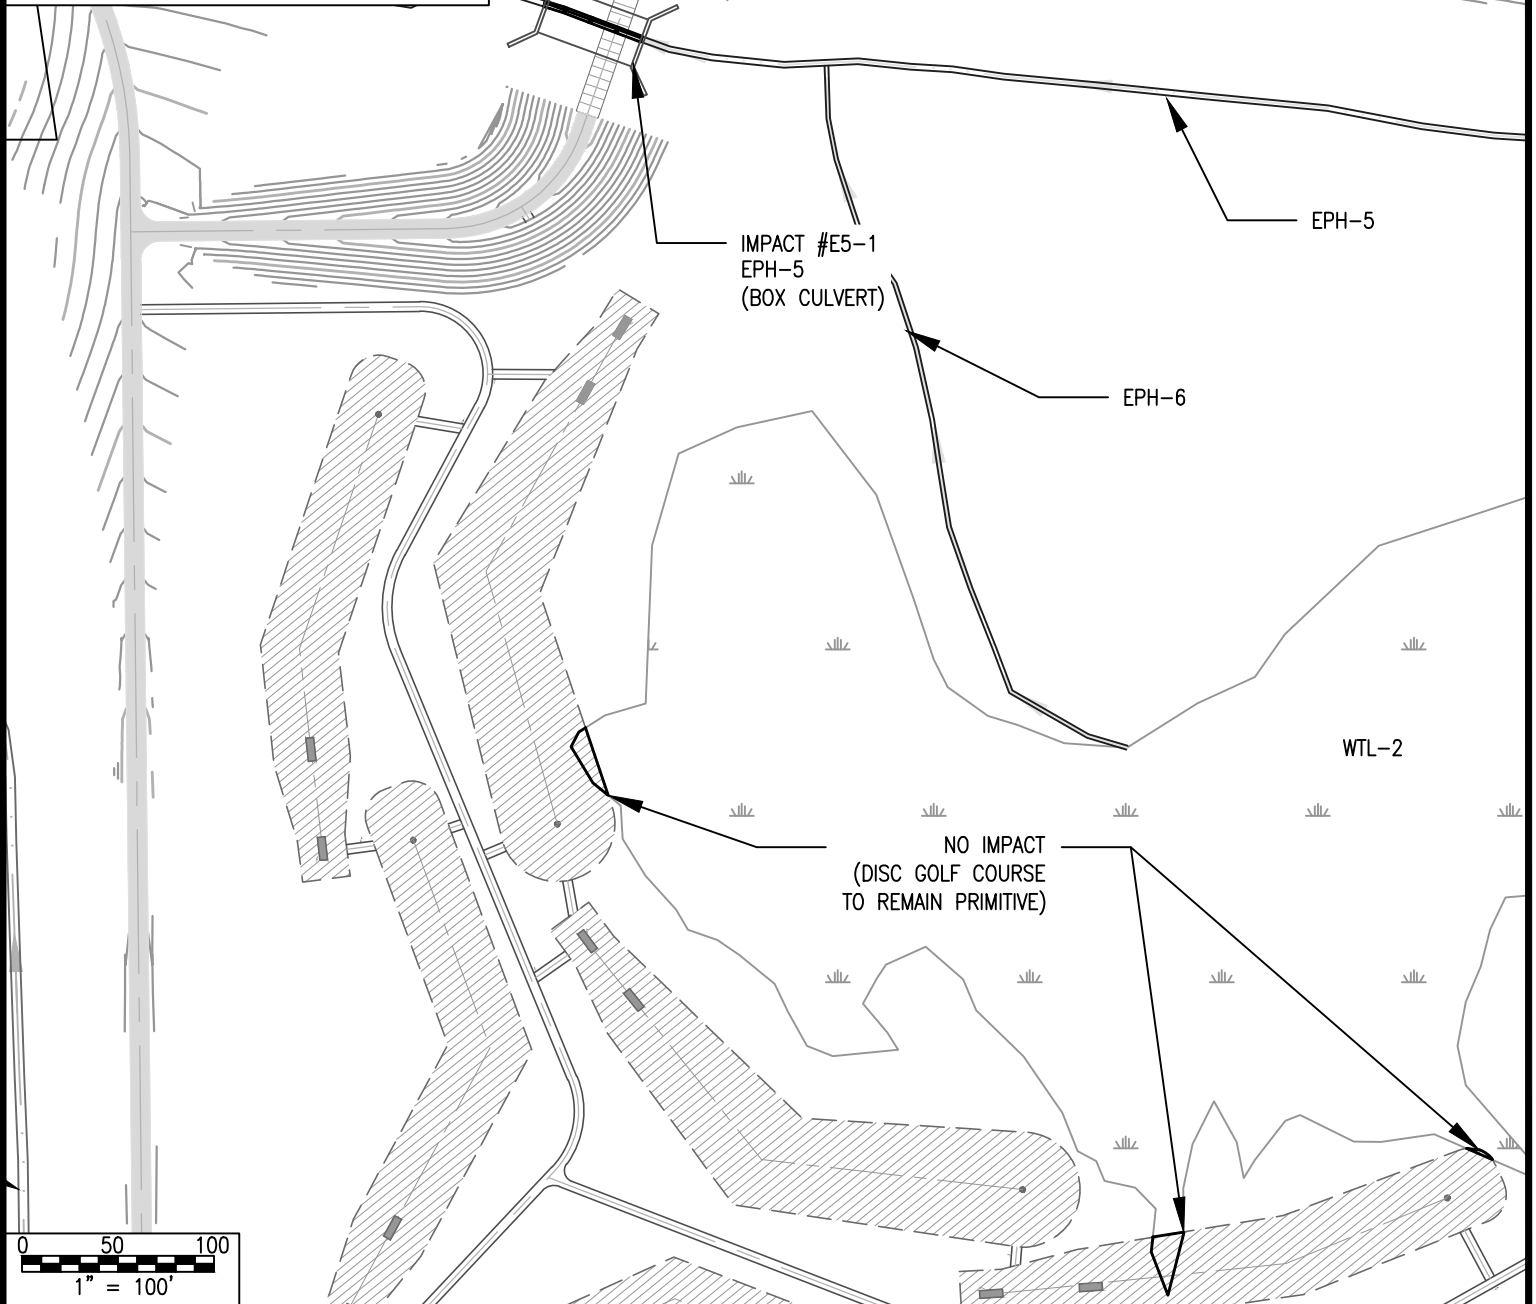 EPH-5
IMPACT #E5-1
EPH-5
(BOX CULVERT)
EPH-6
WTL-2
NO IMPACT
(DISC GOLF COURSE
TO REMAIN PRIMITIVE)
0 50 100
1" = 100'